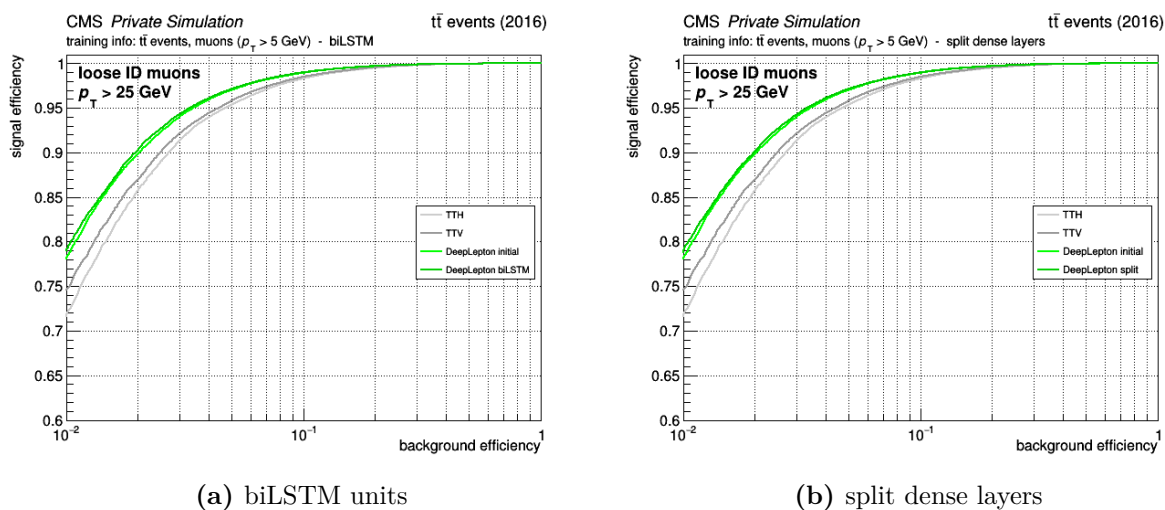 CMS Private Simulation tt̄ events (2016)
training info: tt̄ events, muons (p_T > 5 GeV) - biLSTM
loose ID muons
p_T > 25 GeV
signal efficiency
1
0.95
0.9
0.85
0.8
0.75
0.7
0.65
0.6
TTH
TTV
DeepLepton initial
DeepLepton biLSTM
10⁻² 10⁻¹ 1
background efficiency
(a) biLSTM units
CMS Private Simulation tt̄ events (2016)
training info: tt̄ events, muons (p_T > 5 GeV) - split dense layers
loose ID muons
p_T > 25 GeV
signal efficiency
1
0.95
0.9
0.85
0.8
0.75
0.7
0.65
0.6
TTH
TTV
DeepLepton initial
DeepLepton split
10⁻² 10⁻¹ 1
background efficiency
(b) split dense layers